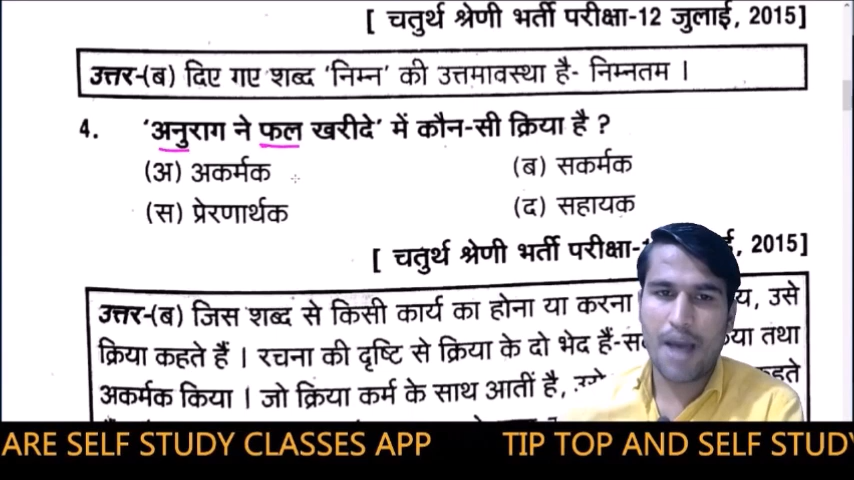 [ चतुर्थ श्रेणी भर्ती परीक्षा-12 जुलाई, 2015]
उत्तर-(ब) दिए गए शब्द 'निम्न' की उत्तमावस्था है- निम्नतम ।
4. 'अनुराग ने फल खरीदे' में कौन-सी क्रिया है ?
(अ) अकर्मक (ब) सकर्मक
(स) प्रेरणार्थक (द) सहायक
[ चतुर्थ श्रेणी भर्ती परीक्षा- 2015]
उत्तर-(ब) जिस शब्द से किसी कार्य का होना या करना उसे
क्रिया कहते हैं । रचना की दृष्टि से क्रिया के दो भेद हैं- तथा
अकर्मक किया । जो क्रिया कर्म के साथ आतीं है,
ARE SELF STUDY CLASSES APP TIP TOP AND SELF STUDY